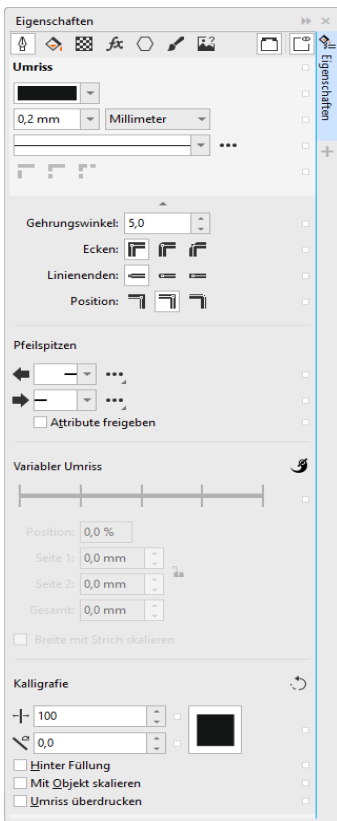 Eigenschaften
fx
Eigenschaften
Umriss
0,2 mm
Millimeter
Gehrungswinkel: 5,0
Ecken:
Linienenden:
Position:
Pfeilspitzen
Attribute freigeben
Variabler Umriss
Position: 0,0 %
Seite 1: 0,0 mm
Seite 2: 0,0 mm
Gesamt: 0,0 mm
Breite mit Strich skalieren
Kalligrafie
100
0,0
Hinter Füllung
Mit Objekt skalieren
Umriss überdrucken